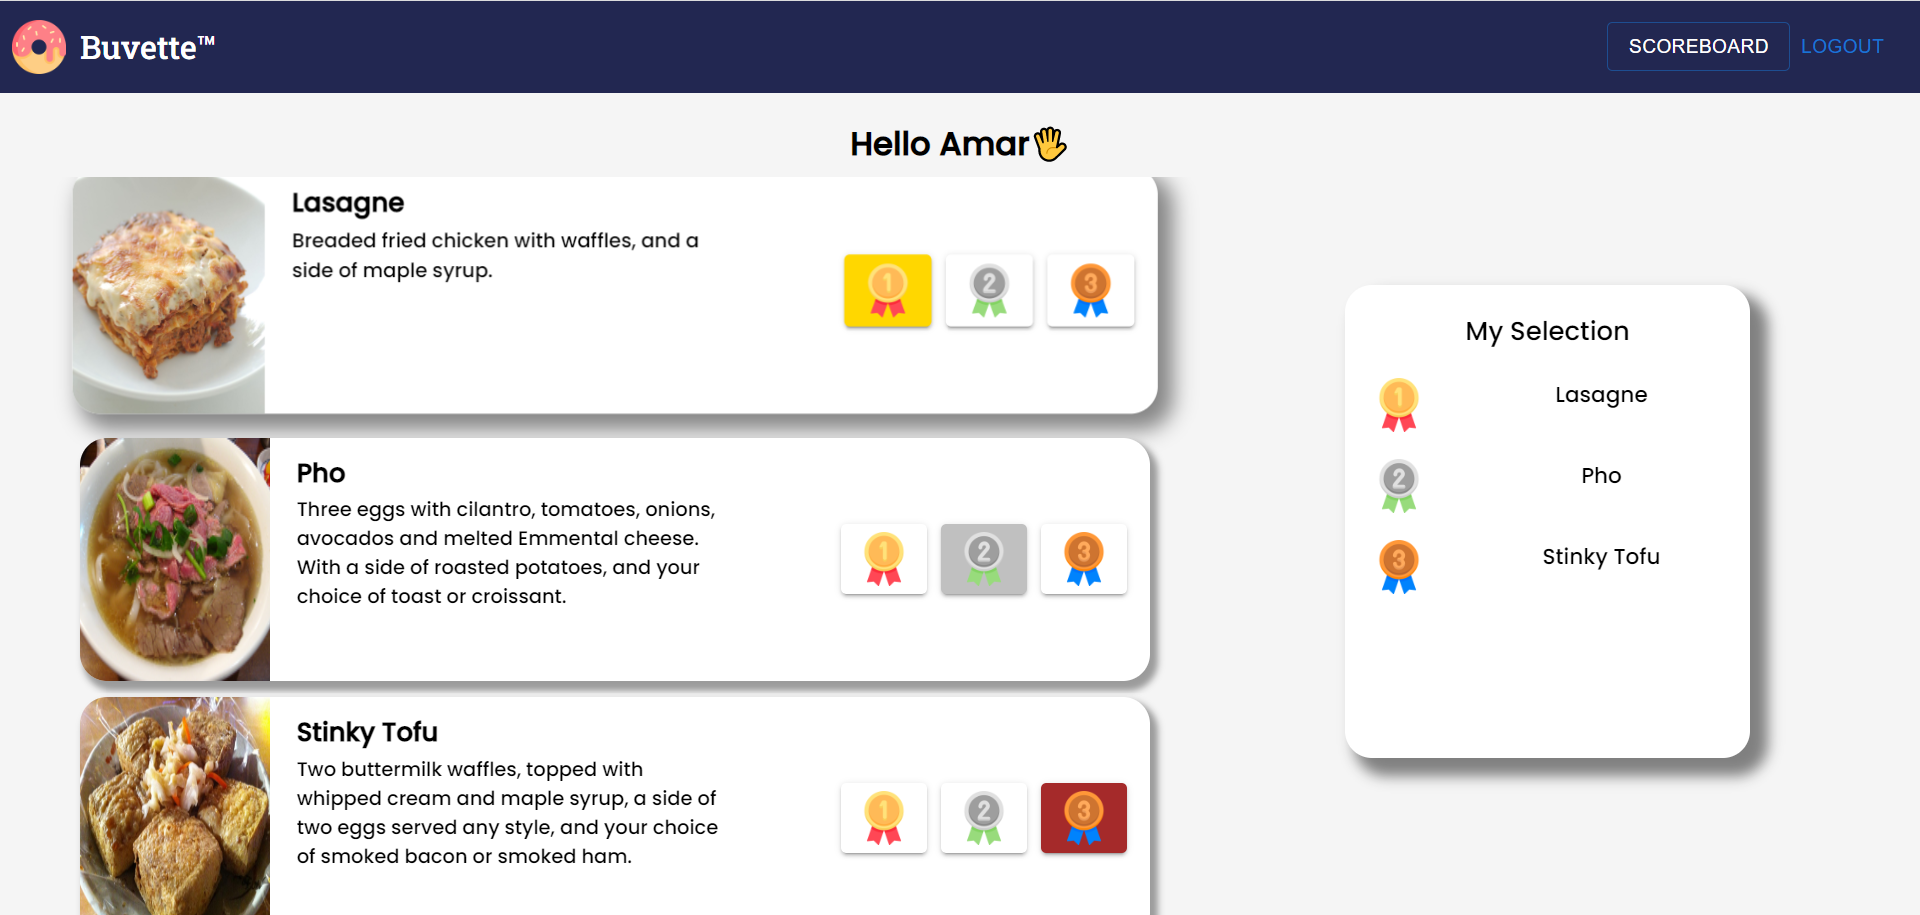 Buvette™
SCOREBOARD
LOGOUT
Hello Amar🖐
Lasagne
Breaded fried chicken with waffles, and a
side of maple syrup.
1
2
3
Pho
Three eggs with cilantro, tomatoes, onions,
avocados and melted Emmental cheese.
With a side of roasted potatoes, and your
choice of toast or croissant.
1
2
3
Stinky Tofu
Two buttermilk waffles, topped with
whipped cream and maple syrup, a side of
two eggs served any style, and your choice
of smoked bacon or smoked ham.
1
2
3
My Selection
1 Lasagne
2 Pho
3 Stinky Tofu